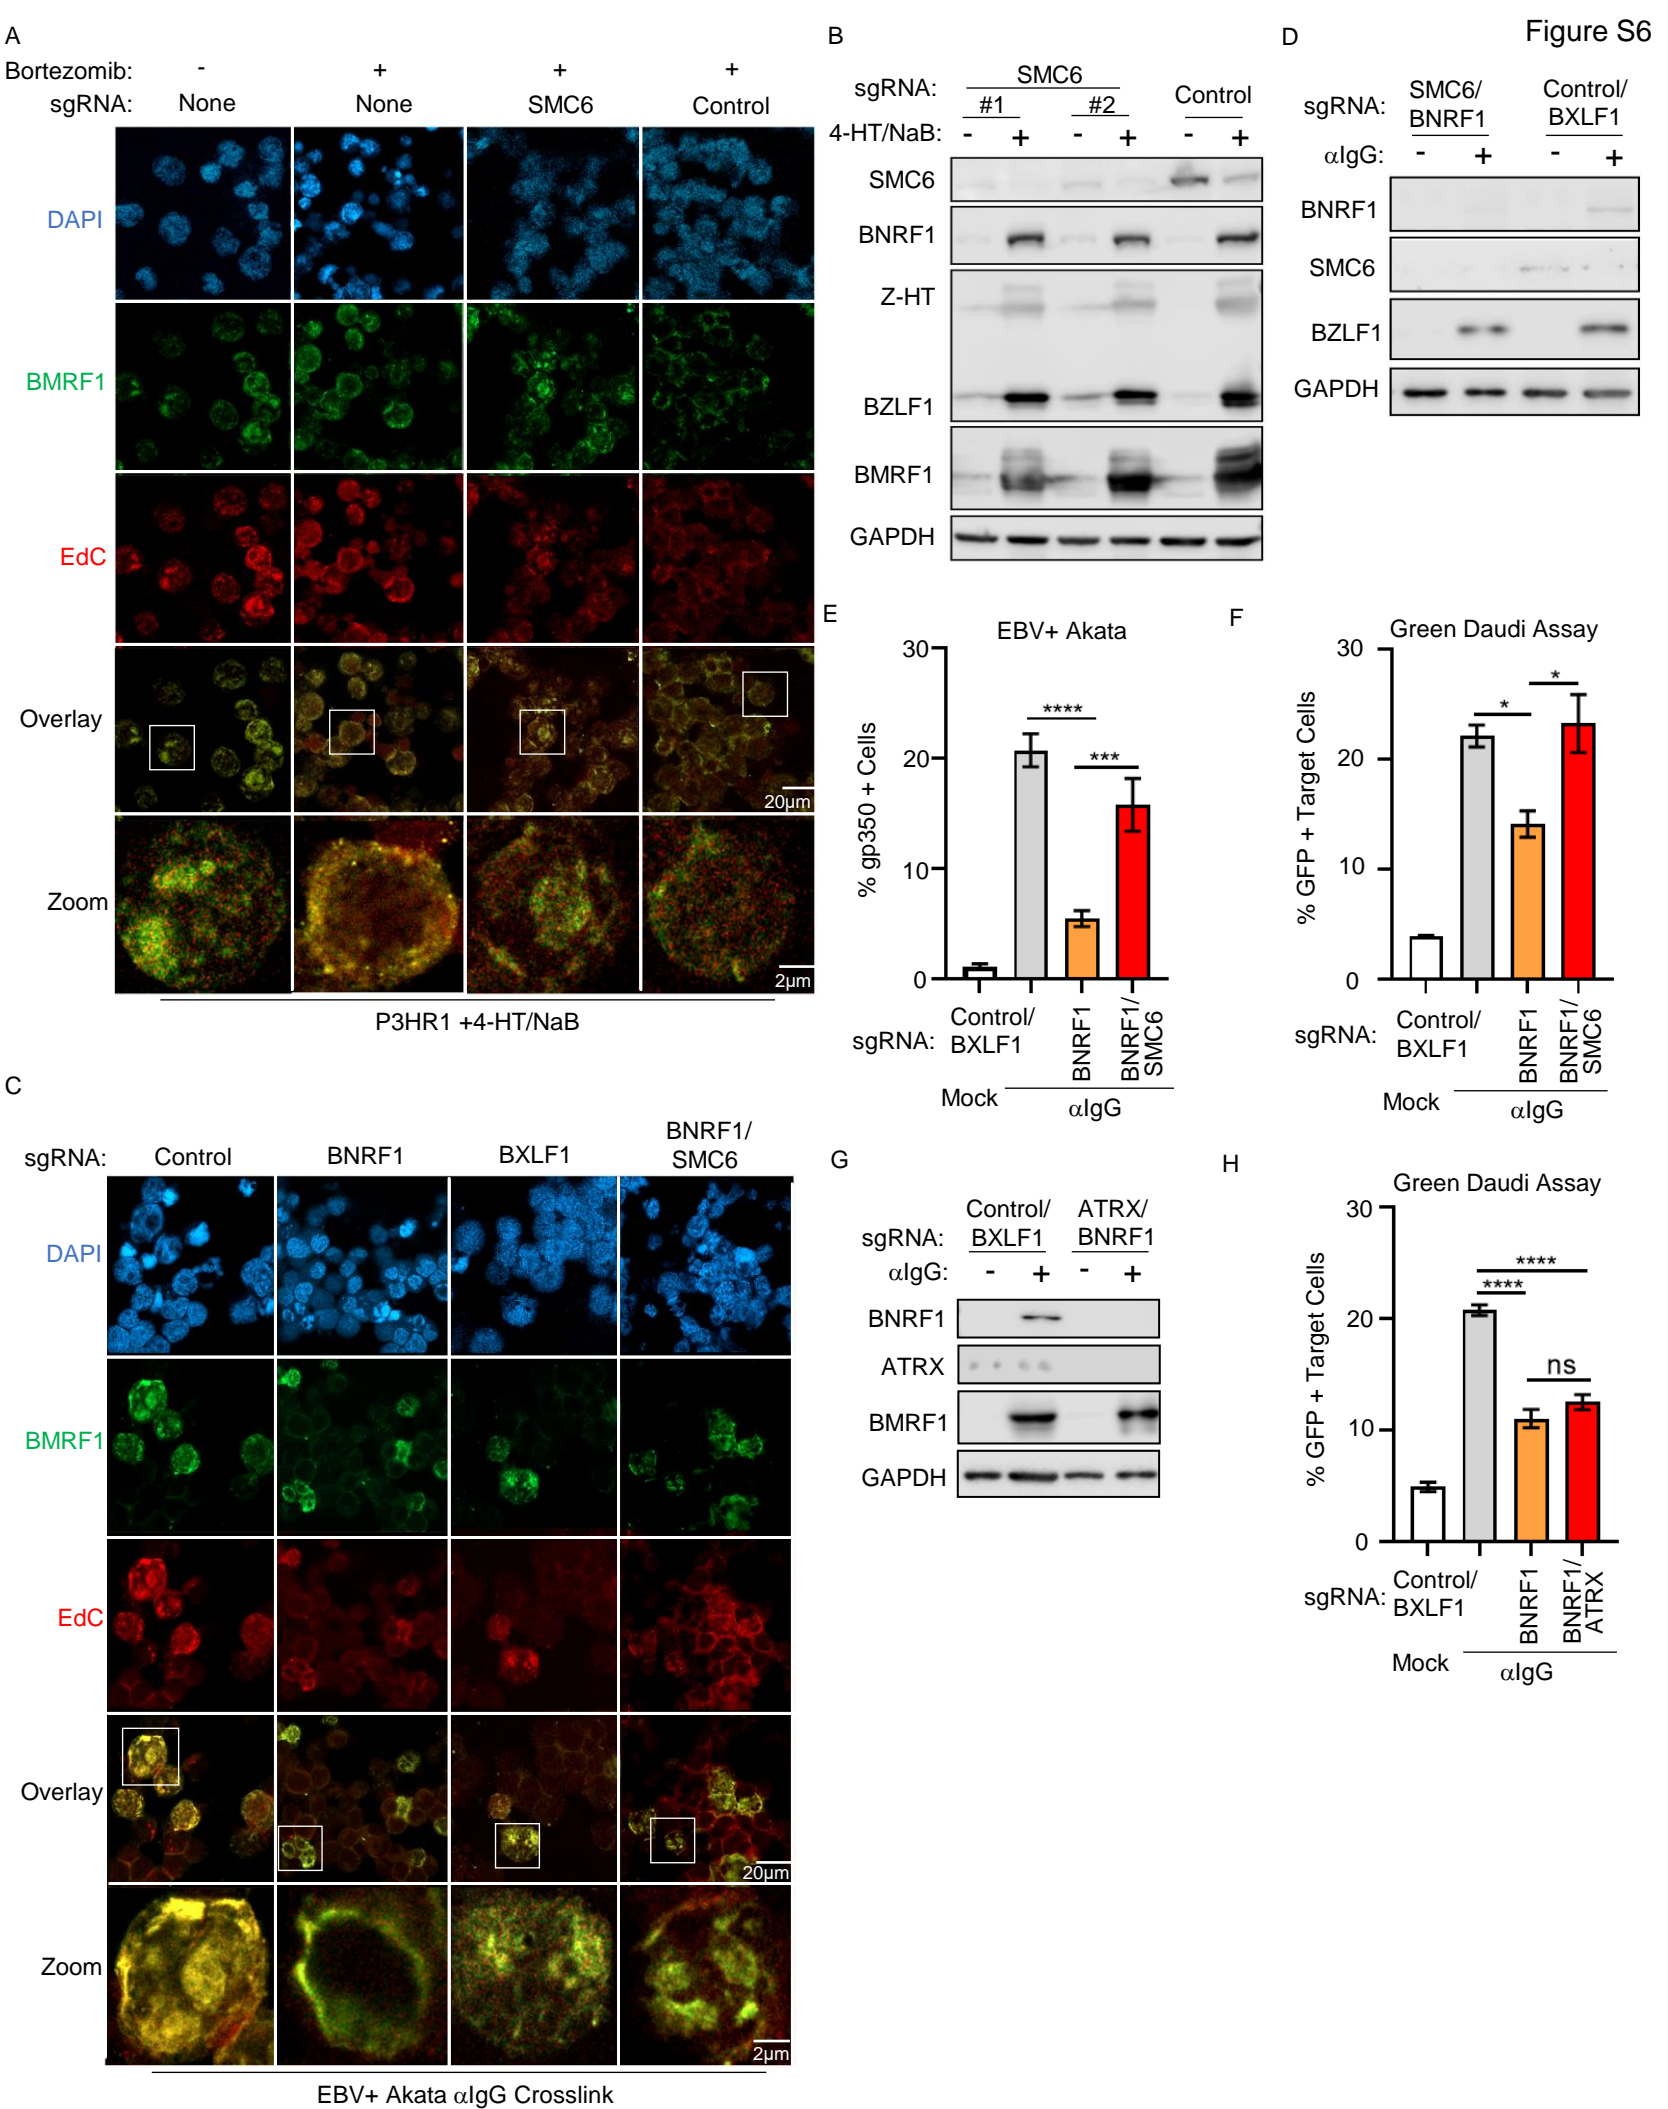 Figure S6
A
Bortezomib: - + + +
sgRNA: None None SMC6 Control
DAPI
BMRF1
EdC
Overlay
20µm
Zoom
2µm
P3HR1 +4-HT/NaB
B
SMC6
sgRNA: #1 #2 Control
4-HT/NaB: - + - + - +
SMC6
BNRF1
Z-HT
BZLF1
BMRF1
GAPDH
C
BNRF1/
sgRNA: Control BNRF1 BXLF1 SMC6
DAPI
BMRF1
EdC
Overlay
20µm
Zoom
2µm
EBV+ Akata αIgG Crosslink
D
SMC6/ Control/
sgRNA: BNRF1 BXLF1
αIgG: - + - +
BNRF1
SMC6
BZLF1
GAPDH
E
EBV+ Akata
% gp350 + Cells
30
20
10
0
****
***
sgRNA: Control/
BXLF1
BNRF1
BNRF1/
SMC6
Mock αIgG
F
Green Daudi Assay
% GFP + Target Cells
30
20
10
0
*
*
sgRNA: Control/
BXLF1
BNRF1
BNRF1/
SMC6
Mock αIgG
G
Control/ ATRX/
sgRNA: BXLF1 BNRF1
αIgG: - + - +
BNRF1
ATRX
BMRF1
GAPDH
H
Green Daudi Assay
% GFP + Target Cells
30
20
10
0
****
****
ns
sgRNA: Control/
BXLF1
BNRF1
BNRF1/
ATRX
Mock αIgG